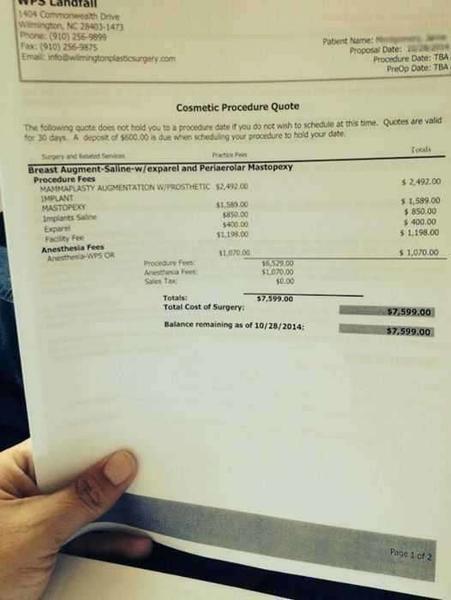 WPS Landfall
1404 Commonwealth Drive
Wilmington, NC 28403-1473
Phone: (910) 256-9899
Fax: (910) 256-9875
Email: info@wilmingtonplasticsurgery.com
Patient Name:
Proposal Date:
Procedure Date: TBA
PreOp Date: TBA
Cosmetic Procedure Quote
The following quote does not hold you to a procedure date if you do not wish to schedule at this time. Quotes are valid
for 30 days. A deposit of $600.00 is due when scheduling your procedure to hold your date.
Surgery and Related Services Practice Fees Totals
Breast Augment-Saline-w/exparel and Periaerolar Mastopexy
Procedure Fees
MAMMAPLASTY AUGMENTATION W/PROSTHETIC $2,492.00 $ 2,492.00
IMPLANT
MASTOPEXY $1,589.00 $ 1,589.00
Implants Saline $850.00 $ 850.00
Exparel $400.00 $ 400.00
Facility Fee $1,198.00 $ 1,198.00
Anesthesia Fees
Anesthesia-WPS OR $1,070.00 $ 1,070.00
Procedure Fees: $6,529.00
Anesthesia Fees: $1,070.00
Sales Tax: $0.00
Totals: $7,599.00
Total Cost of Surgery: $7,599.00
Balance remaining as of 10/28/2014: $7,599.00
Page 1 of 2